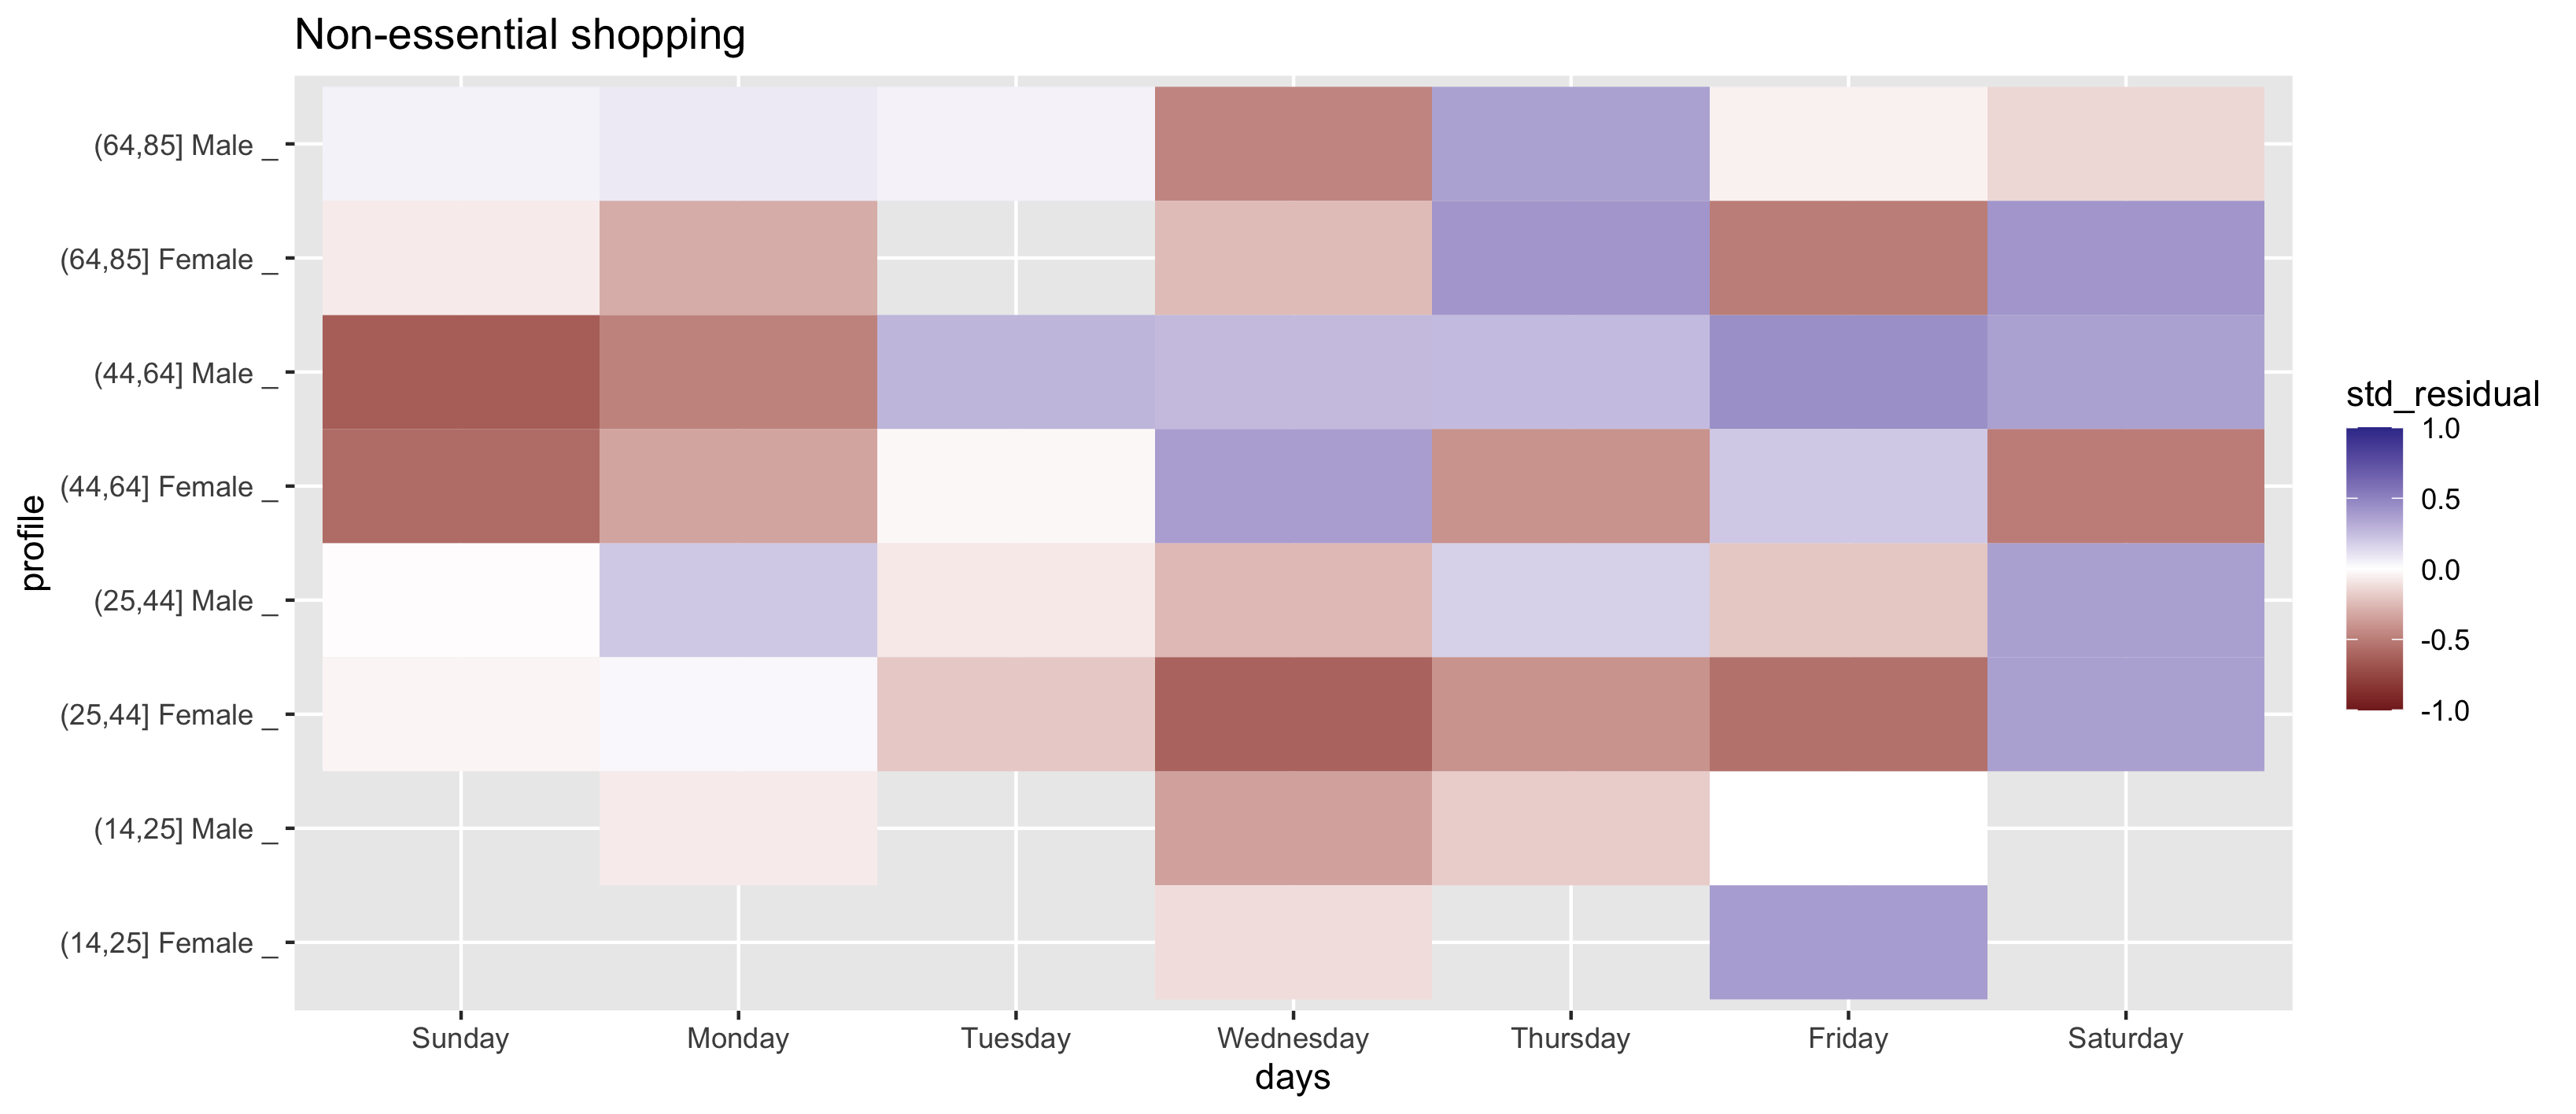 Non-essential shopping
profile
(64,85] Male _
(64,85] Female _
(44,64] Male _
(44,64] Female _
(25,44] Male _
(25,44] Female _
(14,25] Male _
(14,25] Female _
Sunday Monday Tuesday Wednesday Thursday Friday Saturday
days
std_residual
1.0
0.5
0.0
-0.5
-1.0